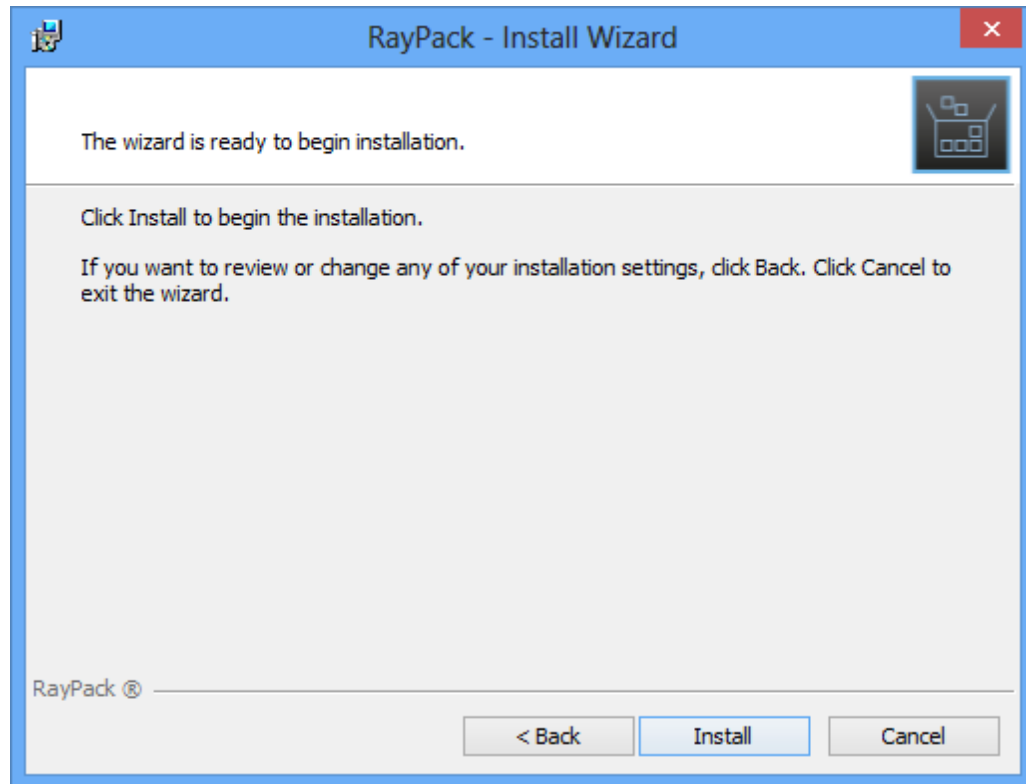 RayPack - Install Wizard
The wizard is ready to begin installation.
Click Install to begin the installation.
If you want to review or change any of your installation settings, click Back. Click Cancel to
exit the wizard.
RayPack ®
< Back
Install
Cancel